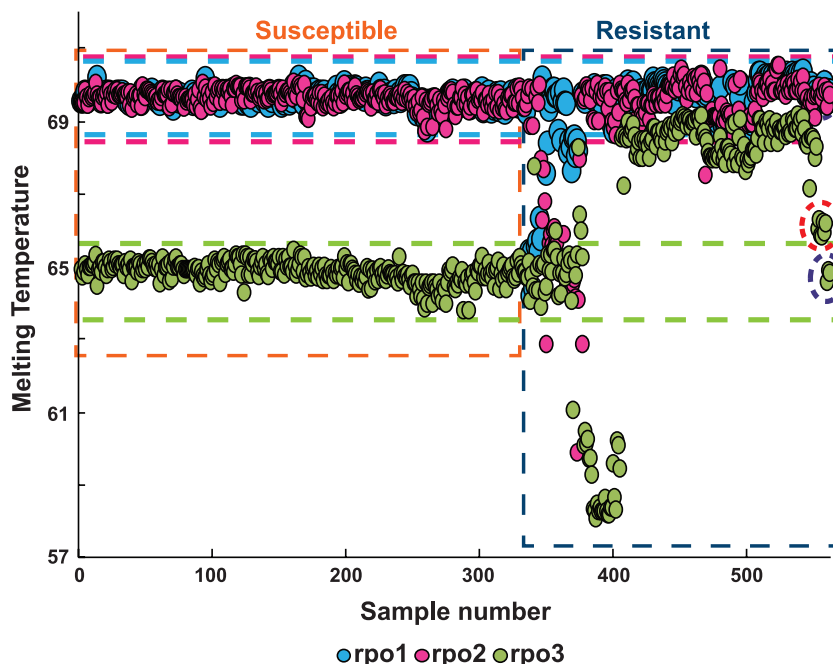 Susceptible
Resistant
Melting Temperature
69
65
61
57
0
100
200
300
400
500
Sample number
rpo1 rpo2 rpo3